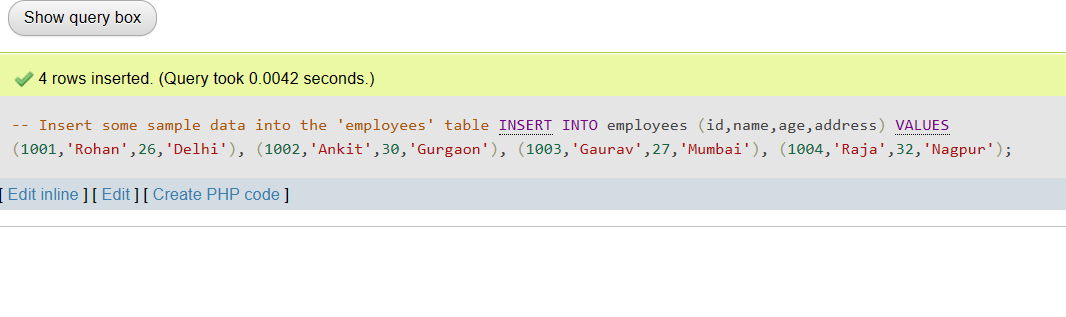 Show query box
4 rows inserted. (Query took 0.0042 seconds.)
-- Insert some sample data into the 'employees' table INSERT INTO employees (id,name,age,address) VALUES
(1001,'Rohan',26,'Delhi'), (1002,'Ankit',30,'Gurgaon'), (1003,'Gaurav',27,'Mumbai'), (1004,'Raja',32,'Nagpur');
[ Edit inline ] [ Edit ] [ Create PHP code ]